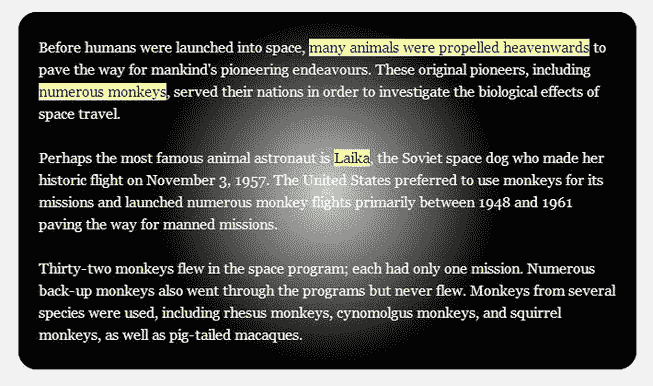 Before humans were launched into space, many animals were propelled heavenwards to
pave the way for mankind's pioneering endeavours. These original pioneers, including
numerous monkeys, served their nations in order to investigate the biological effects of
space travel.
Perhaps the most famous animal astronaut is Laika, the Soviet space dog who made her
historic flight on November 3, 1957. The United States preferred to use monkeys for its
missions and launched numerous monkey flights primarily between 1948 and 1961
paving the way for manned missions.
Thirty-two monkeys flew in the space program; each had only one mission. Numerous
back-up monkeys also went through the programs but never flew. Monkeys from several
species were used, including rhesus monkeys, cynomolgus monkeys, and squirrel
monkeys, as well as pig-tailed macaques.